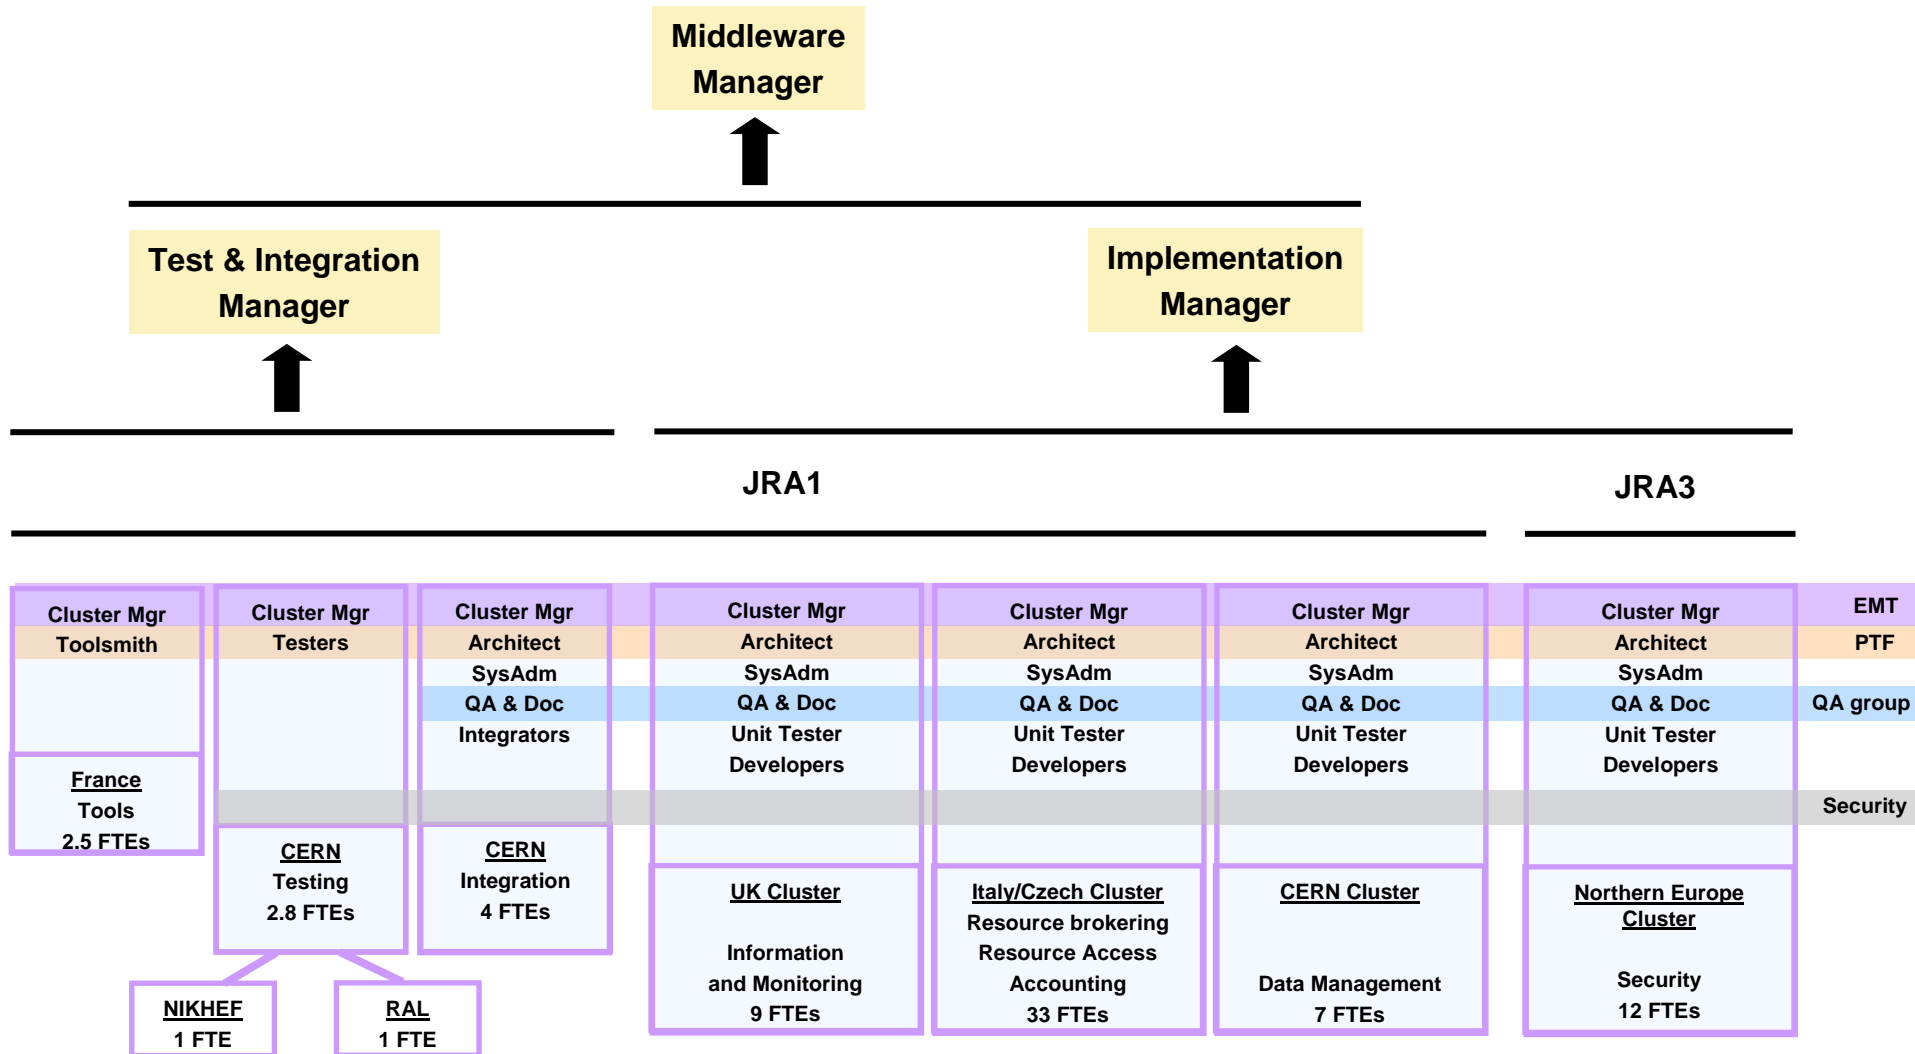 Middleware
Manager
Test & Integration
Manager
Implementation
Manager
JRA1
JRA3
Cluster Mgr
Toolsmith
France
Tools
2.5 FTEs
Cluster Mgr
Testers
CERN
Testing
2.8 FTEs
NIKHEF
1 FTE
RAL
1 FTE
Cluster Mgr
Architect
SysAdm
QA & Doc
Integrators
CERN
Integration
4 FTEs
Cluster Mgr
Architect
SysAdm
QA & Doc
Unit Tester
Developers
UK Cluster
Information
and Monitoring
9 FTEs
Cluster Mgr
Architect
SysAdm
QA & Doc
Unit Tester
Developers
Italy/Czech Cluster
Resource brokering
Resource Access
Accounting
33 FTEs
Cluster Mgr
Architect
SysAdm
QA & Doc
Unit Tester
Developers
CERN Cluster
Data Management
7 FTEs
Cluster Mgr
Architect
SysAdm
QA & Doc
Unit Tester
Developers
Northern Europe
Cluster
Security
12 FTEs
EMT
PTF
QA group
Security